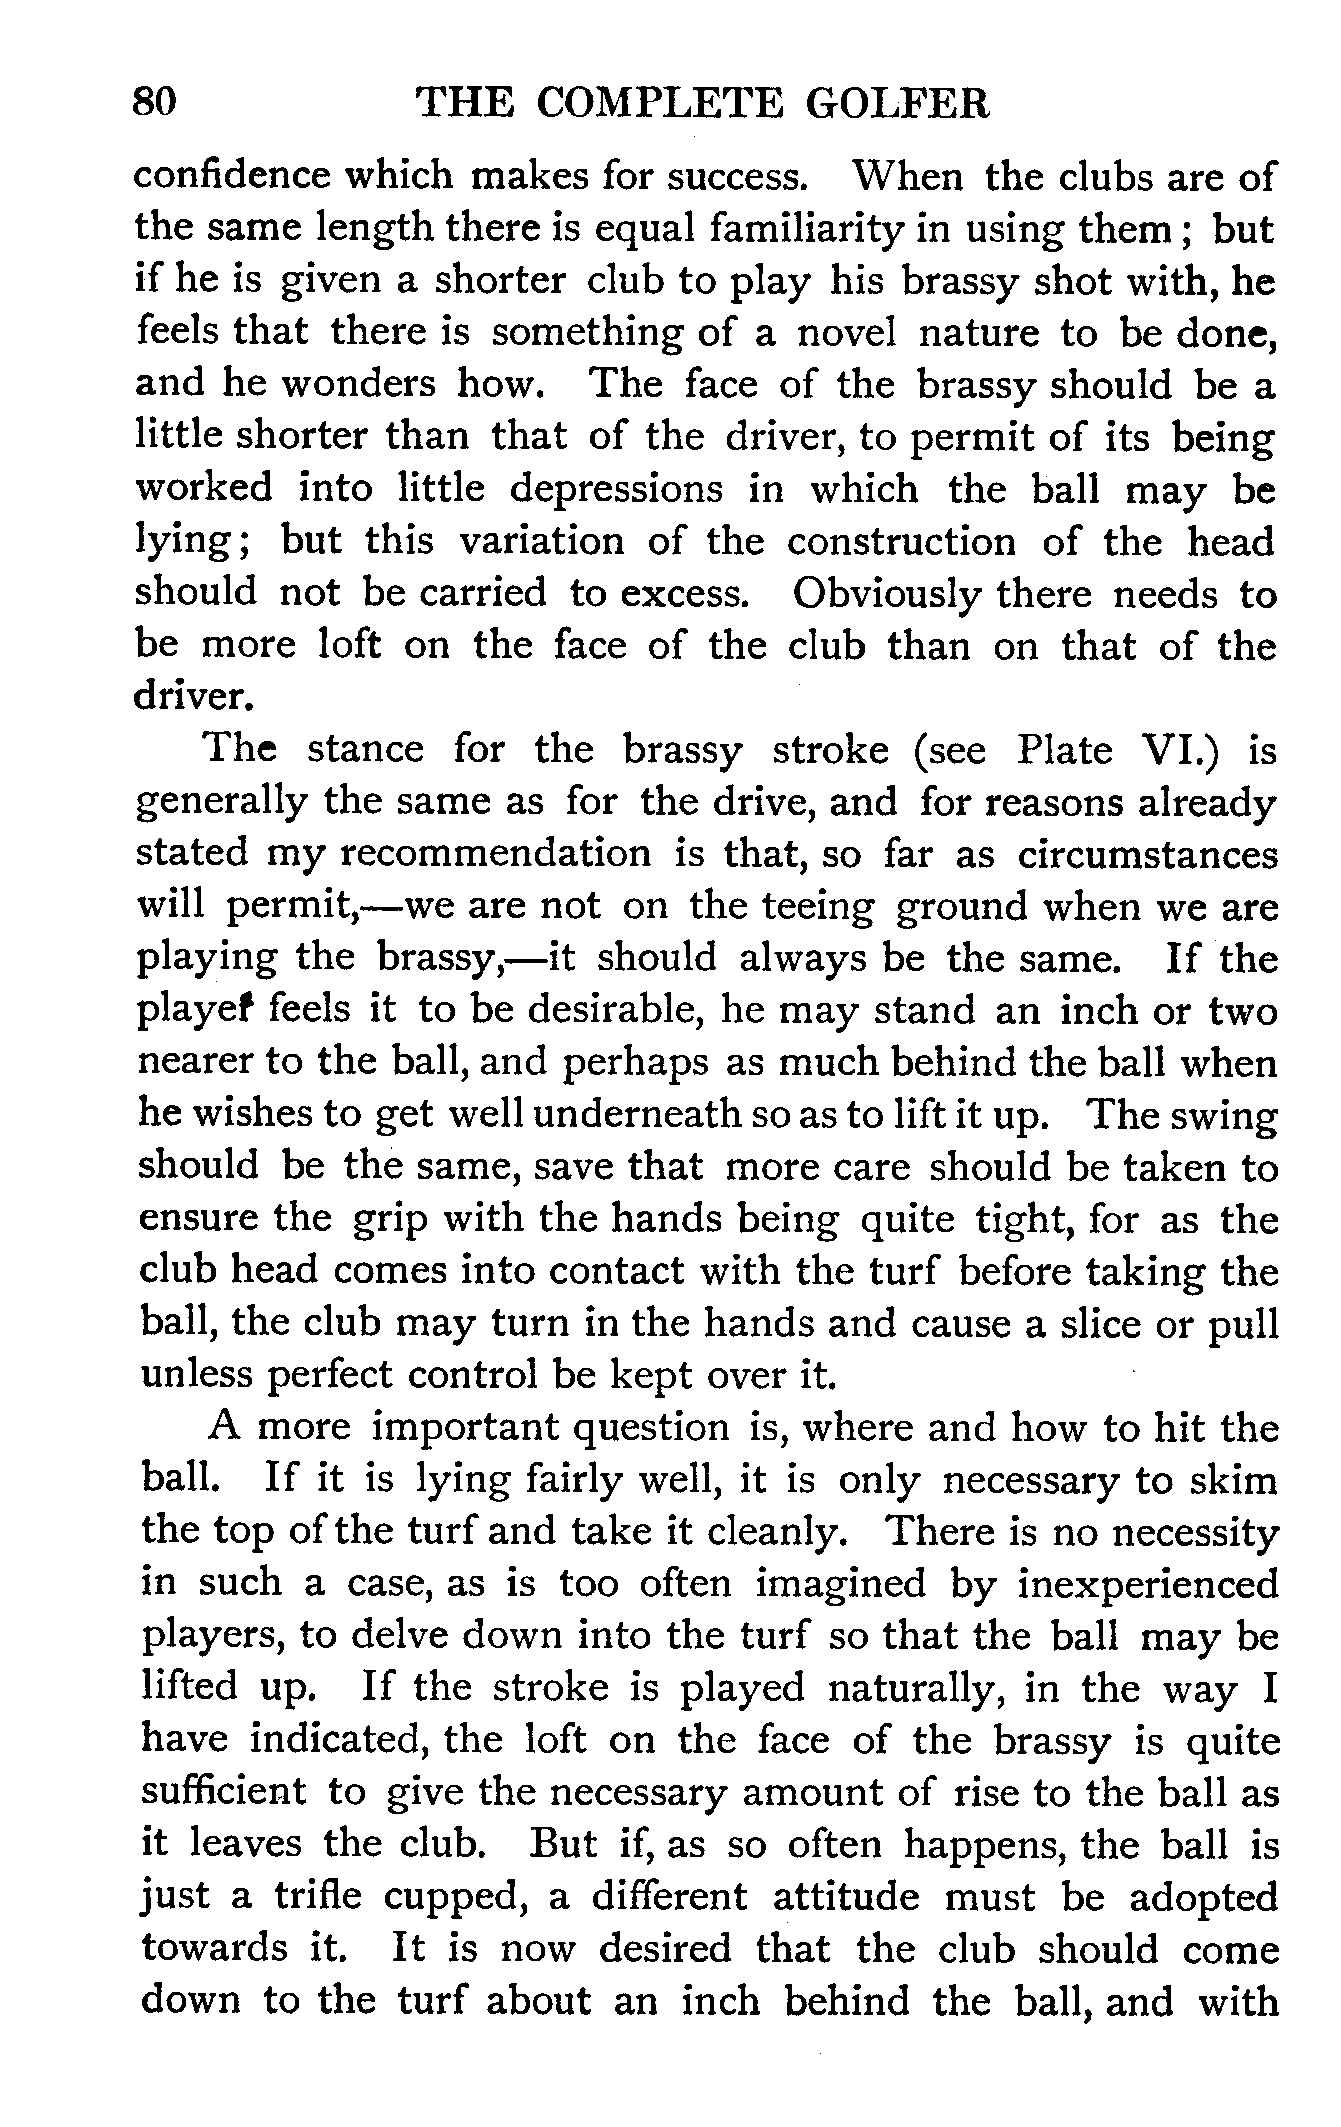 80 THE COMPLETE GOLFER
confidence which makes for success. When the clubs are of
the same length there is equal familiarity in using them ; but
if he is given a shorter club to play his brassy shot with, he
feels that there is something of a novel nature to be done,
and he wonders how. The face of the brassy should be a
little shorter than that of the driver, to permit of its being
worked into little depressions in which the ball may be
lying ; but this variation of the construction of the head
should not be carried to excess. Obviously there needs to
be more loft on the face of the club than on that of the
driver.
The stance for the brassy stroke (see Plate VI.) is
generally the same as for the drive, and for reasons already
stated my recommendation is that, so far as circumstances
will permit,—we are not on the teeing ground when we are
playing the brassy,—it should always be the same. If the
player feels it to be desirable, he may stand an inch or two
nearer to the ball, and perhaps as much behind the ball when
he wishes to get well underneath so as to lift it up. The swing
should be the same, save that more care should be taken to
ensure the grip with the hands being quite tight, for as the
club head comes into contact with the turf before taking the
ball, the club may turn in the hands and cause a slice or pull
unless perfect control be kept over it.
A more important question is, where and how to hit the
ball. If it is lying fairly well, it is only necessary to skim
the top of the turf and take it cleanly. There is no necessity
in such a case, as is too often imagined by inexperienced
players, to delve down into the turf so that the ball may be
lifted up. If the stroke is played naturally, in the way I
have indicated, the loft on the face of the brassy is quite
sufficient to give the necessary amount of rise to the ball as
it leaves the club. But if, as so often happens, the ball is
just a trifle cupped, a different attitude must be adopted
towards it. It is now desired that the club should come
down to the turf about an inch behind the ball, and with